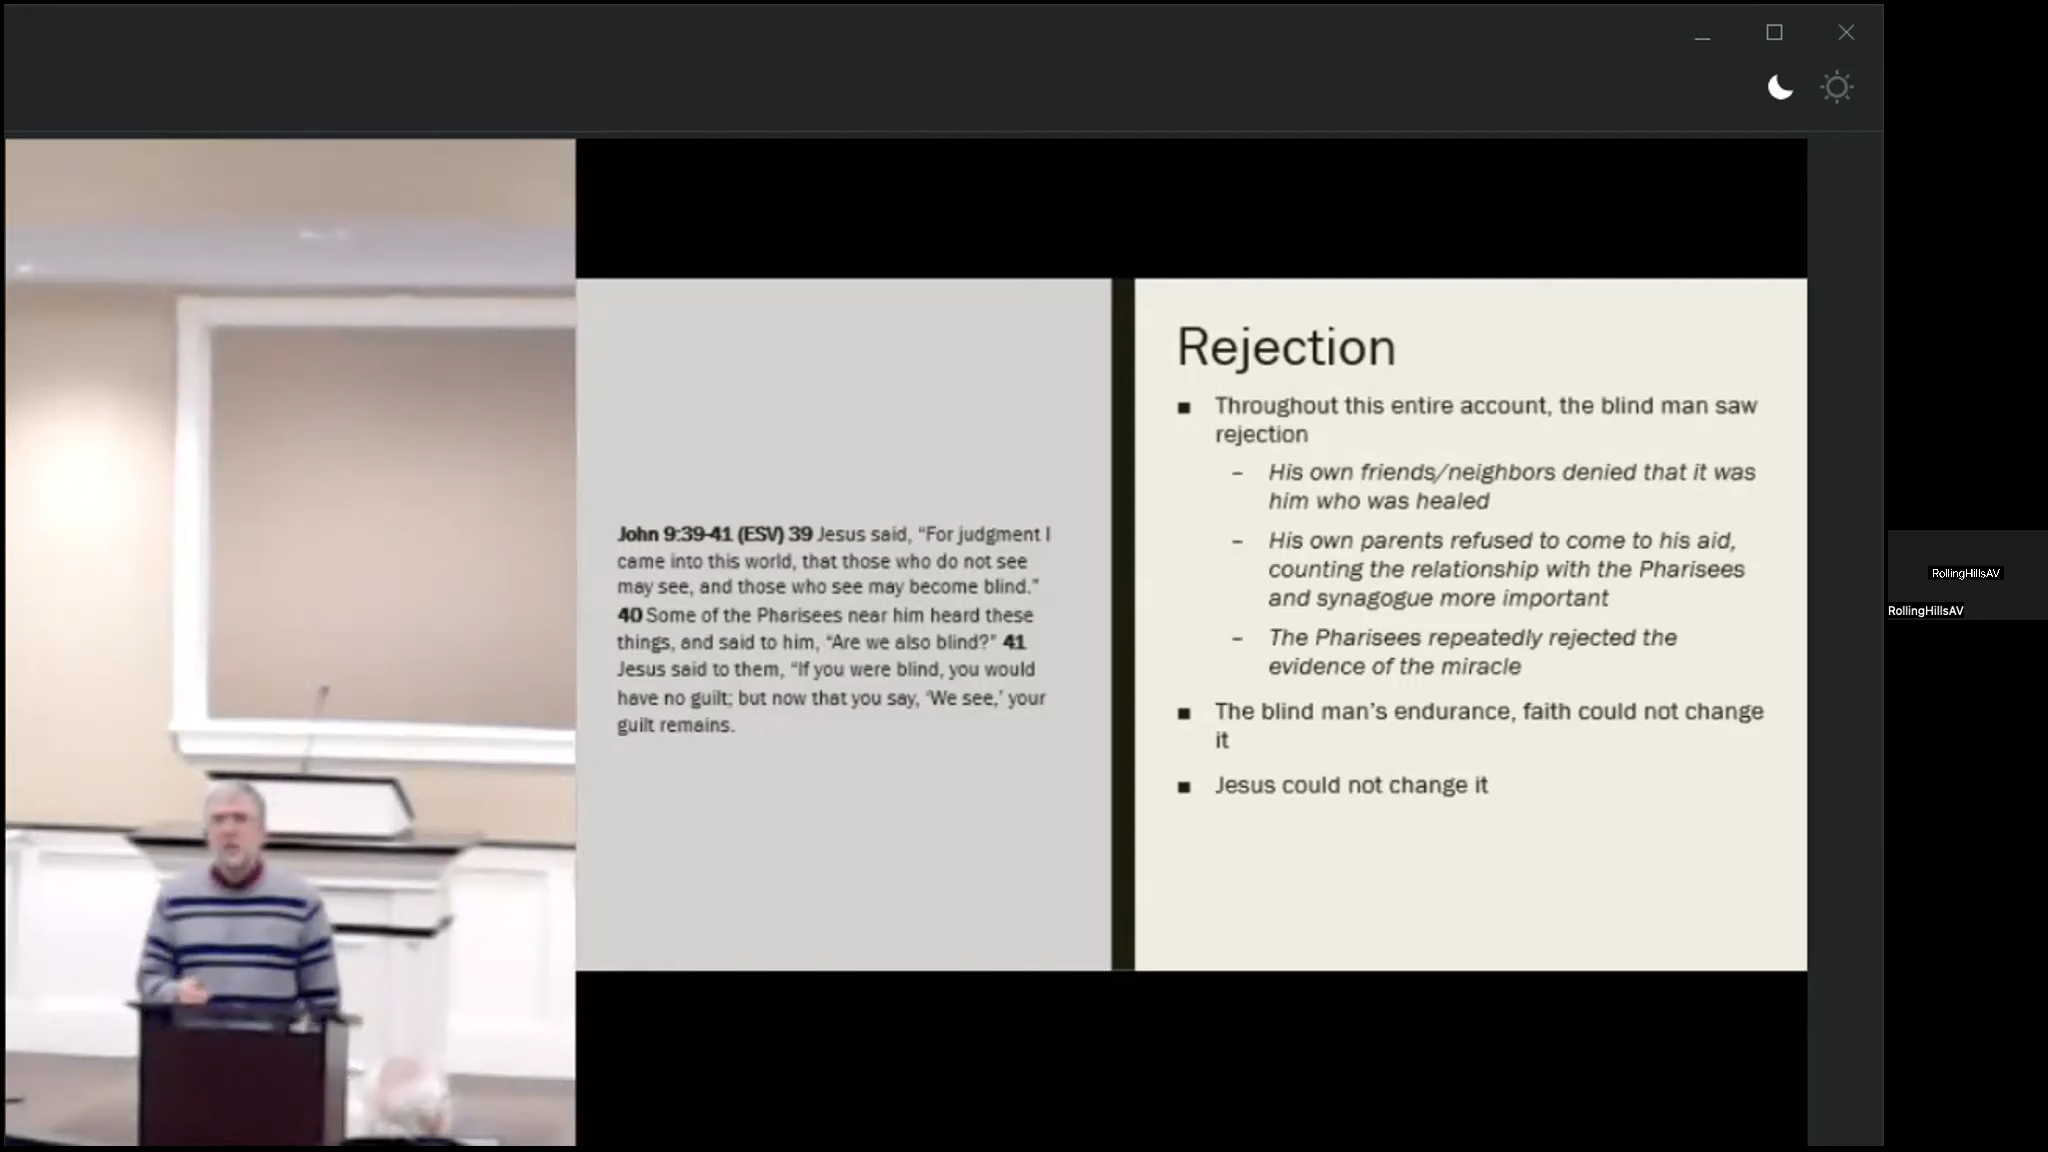 John 9:39-41 (ESV) 39 Jesus said, “For judgment I
came into this world, that those who do not see
may see, and those who see may become blind.”
40 Some of the Pharisees near him heard these
things, and said to him, “Are we also blind?” 41
Jesus said to them, “If you were blind, you would
have no guilt; but now that you say, ‘We see,’ your
guilt remains.
Rejection
■ Throughout this entire account, the blind man saw
rejection
– His own friends/neighbors denied that it was
him who was healed
– His own parents refused to come to his aid,
counting the relationship with the Pharisees
and synagogue more important
– The Pharisees repeatedly rejected the
evidence of the miracle
■ The blind man’s endurance, faith could not change
it
■ Jesus could not change it
RollingHillsAV
RollingHillsAV